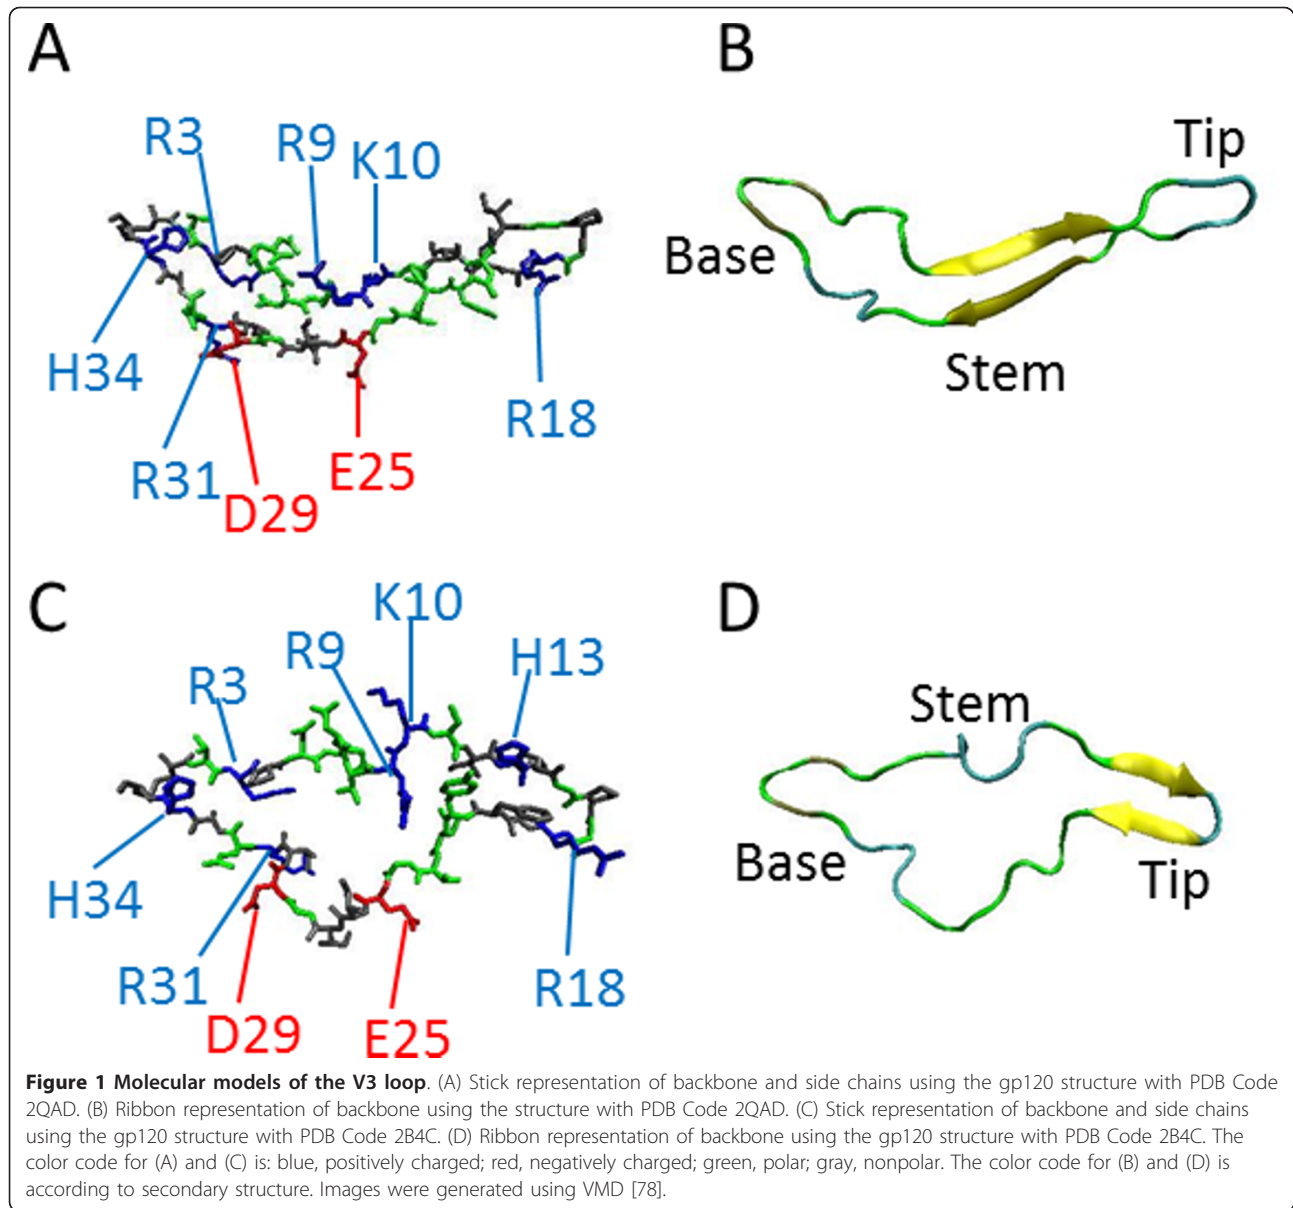 A
R3
R9
K10
H34
R31
D29
E25
R18
B
Tip
Base
Stem
C
K10
R9
H13
R3
H34
R31
D29
E25
R18
D
Stem
Base
Tip
Figure 1 Molecular models of the V3 loop. (A) Stick representation of backbone and side chains using the gp120 structure with PDB Code
2QAD. (B) Ribbon representation of backbone using the structure with PDB Code 2QAD. (C) Stick representation of backbone and side chains
using the gp120 structure with PDB Code 2B4C. (D) Ribbon representation of backbone using the gp120 structure with PDB Code 2B4C. The
color code for (A) and (C) is: blue, positively charged; red, negatively charged; green, polar; gray, nonpolar. The color code for (B) and (D) is
according to secondary structure. Images were generated using VMD [78].